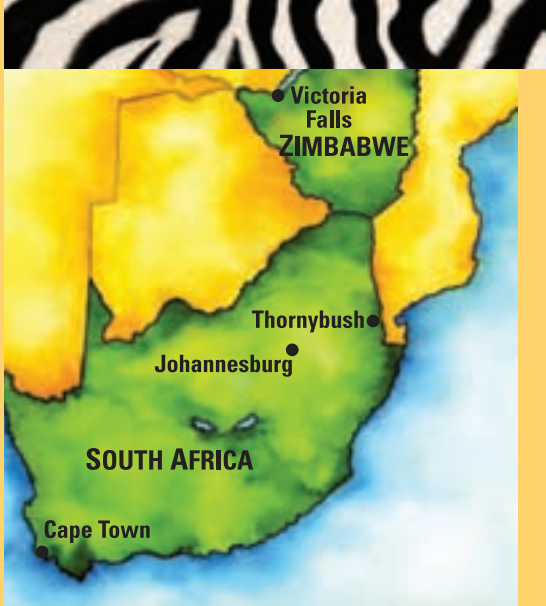 Victoria
Falls
ZIMBABWE
Thornybush
Johannesburg
SOUTH AFRICA
Cape Town